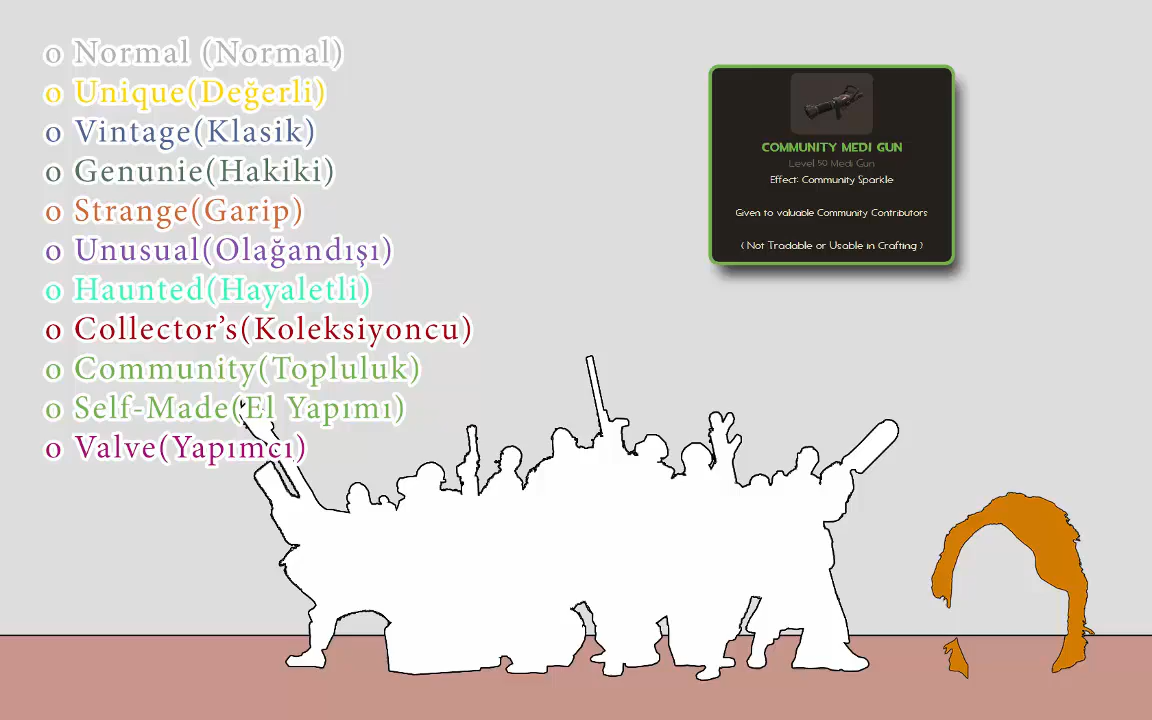 o Normal (Normal)
o Unique(Değerli)
o Vintage(Klasik)
o Genunie(Hakiki)
o Strange(Garip)
o Unusual(Olağandışı)
o Haunted(Hayaletli)
o Collector’s(Koleksiyoncu)
o Community(Topluluk)
o Self-Made(El Yapımı)
o Valve(Yapımcı)
COMMUNITY MEDI GUN
Level 50 Medi Gun
Effect: Community Sparkle
Given to valuable Community Contributors
( Not Tradable or Usable in Crafting )